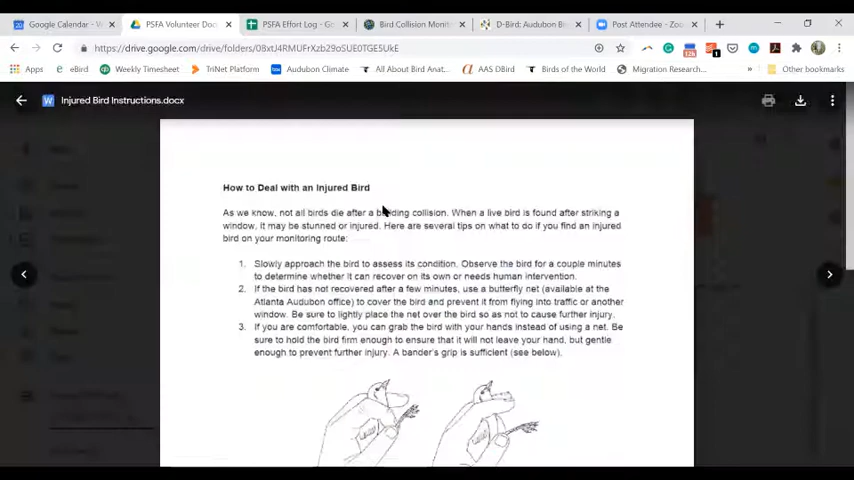 Google Calendar - W
PSFA Volunteer Doc
PSFA Effort Log - Go
Bird Collision Monit
D-Bird: Audubon Bi
Post Attendee - Zoo
https://drive.google.com/drive/folders/08xtJ4RMUFrXzb29oSUE0TGE5UkE
Apps
eBird
Weekly Timesheet
TriNet Platform
Audubon Climate
All About Bird Anat...
AAS DBird
Birds of the World
Migration Research...
»
Other bookmarks
W Injured Bird Instructions.docx
How to Deal with an Injured Bird
As we know, not all birds die after a building collision. When a live bird is found after striking a
window, it may be stunned or injured. Here are several tips on what to do if you find an injured
bird on your monitoring route:
1. Slowly approach the bird to assess its condition. Observe the bird for a couple minutes
to determine whether it can recover on its own or needs human intervention.
2. If the bird has not recovered after a few minutes, use a butterfly net (available at the
Atlanta Audubon office) to cover the bird and prevent it from flying into traffic or another
window. Be sure to lightly place the net over the bird so as not to cause further injury.
3. If you are comfortable, you can grab the bird with your hands instead of using a net. Be
sure to hold the bird firm enough to ensure that it will not leave your hand, but gentle
enough to prevent further injury. A bander's grip is sufficient (see below).